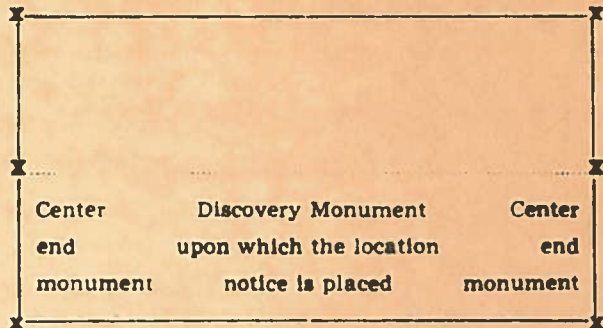 Center Discovery Monument Center
end upon which the location end
monument notice is placed monument